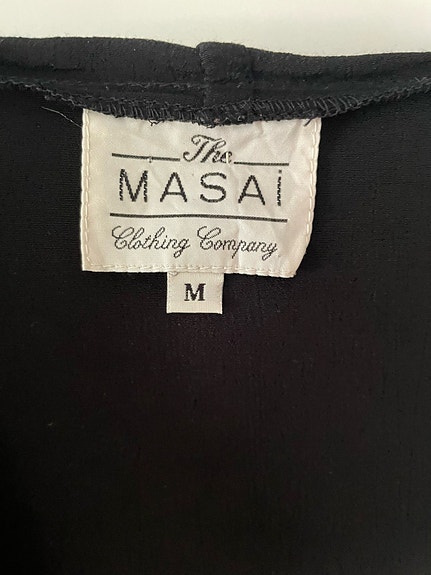 The
MASAi
Clothing Company
M